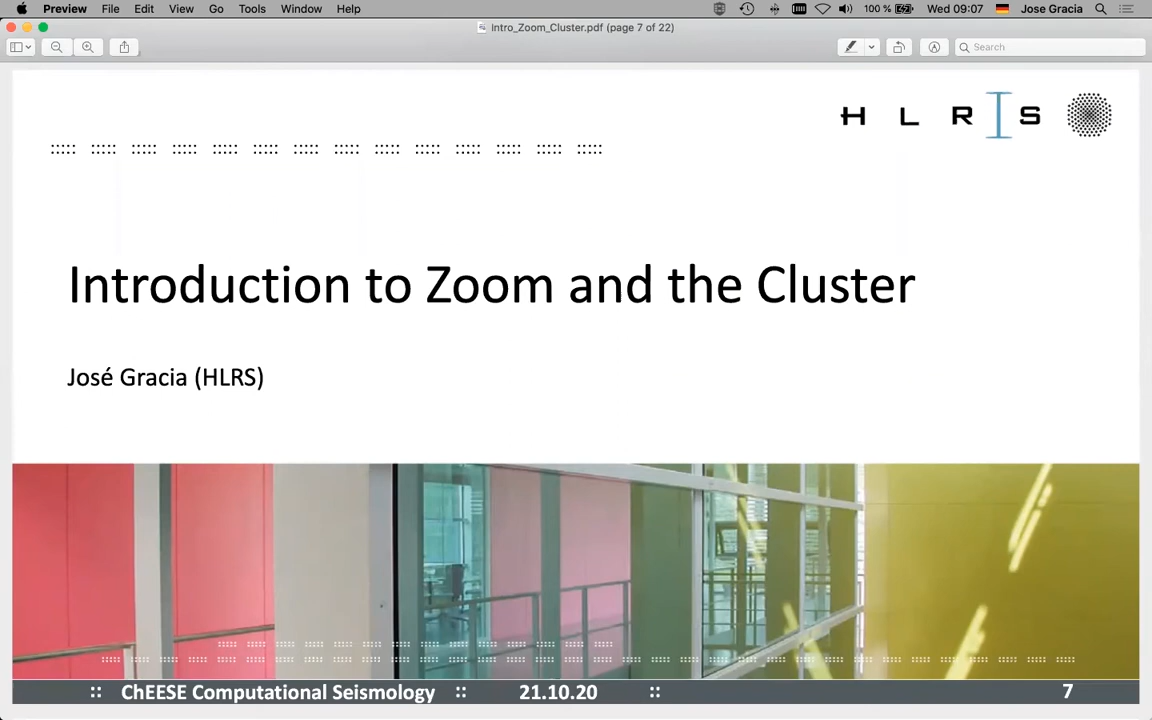 Preview File Edit View Go Tools Window Help 100 % Wed 09:07 Jose Gracia
Intro_Zoom_Cluster.pdf (page 7 of 22)
Search
H L R I S
Introduction to Zoom and the Cluster
José Gracia (HLRS)
:: ChEESE Computational Seismology :: 21.10.20 :: 7